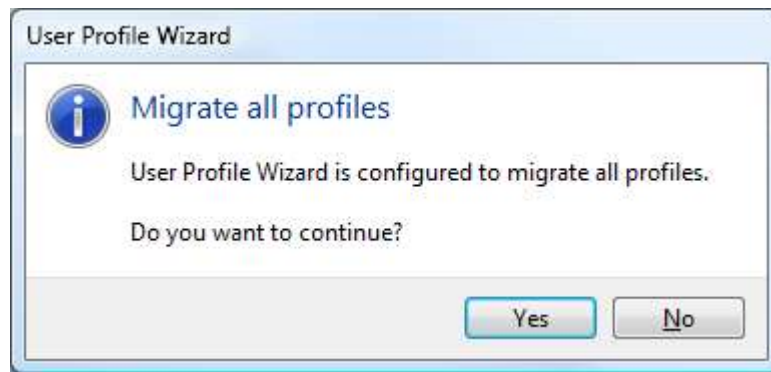 User Profile Wizard
Migrate all profiles
User Profile Wizard is configured to migrate all profiles.
Do you want to continue?
Yes
No